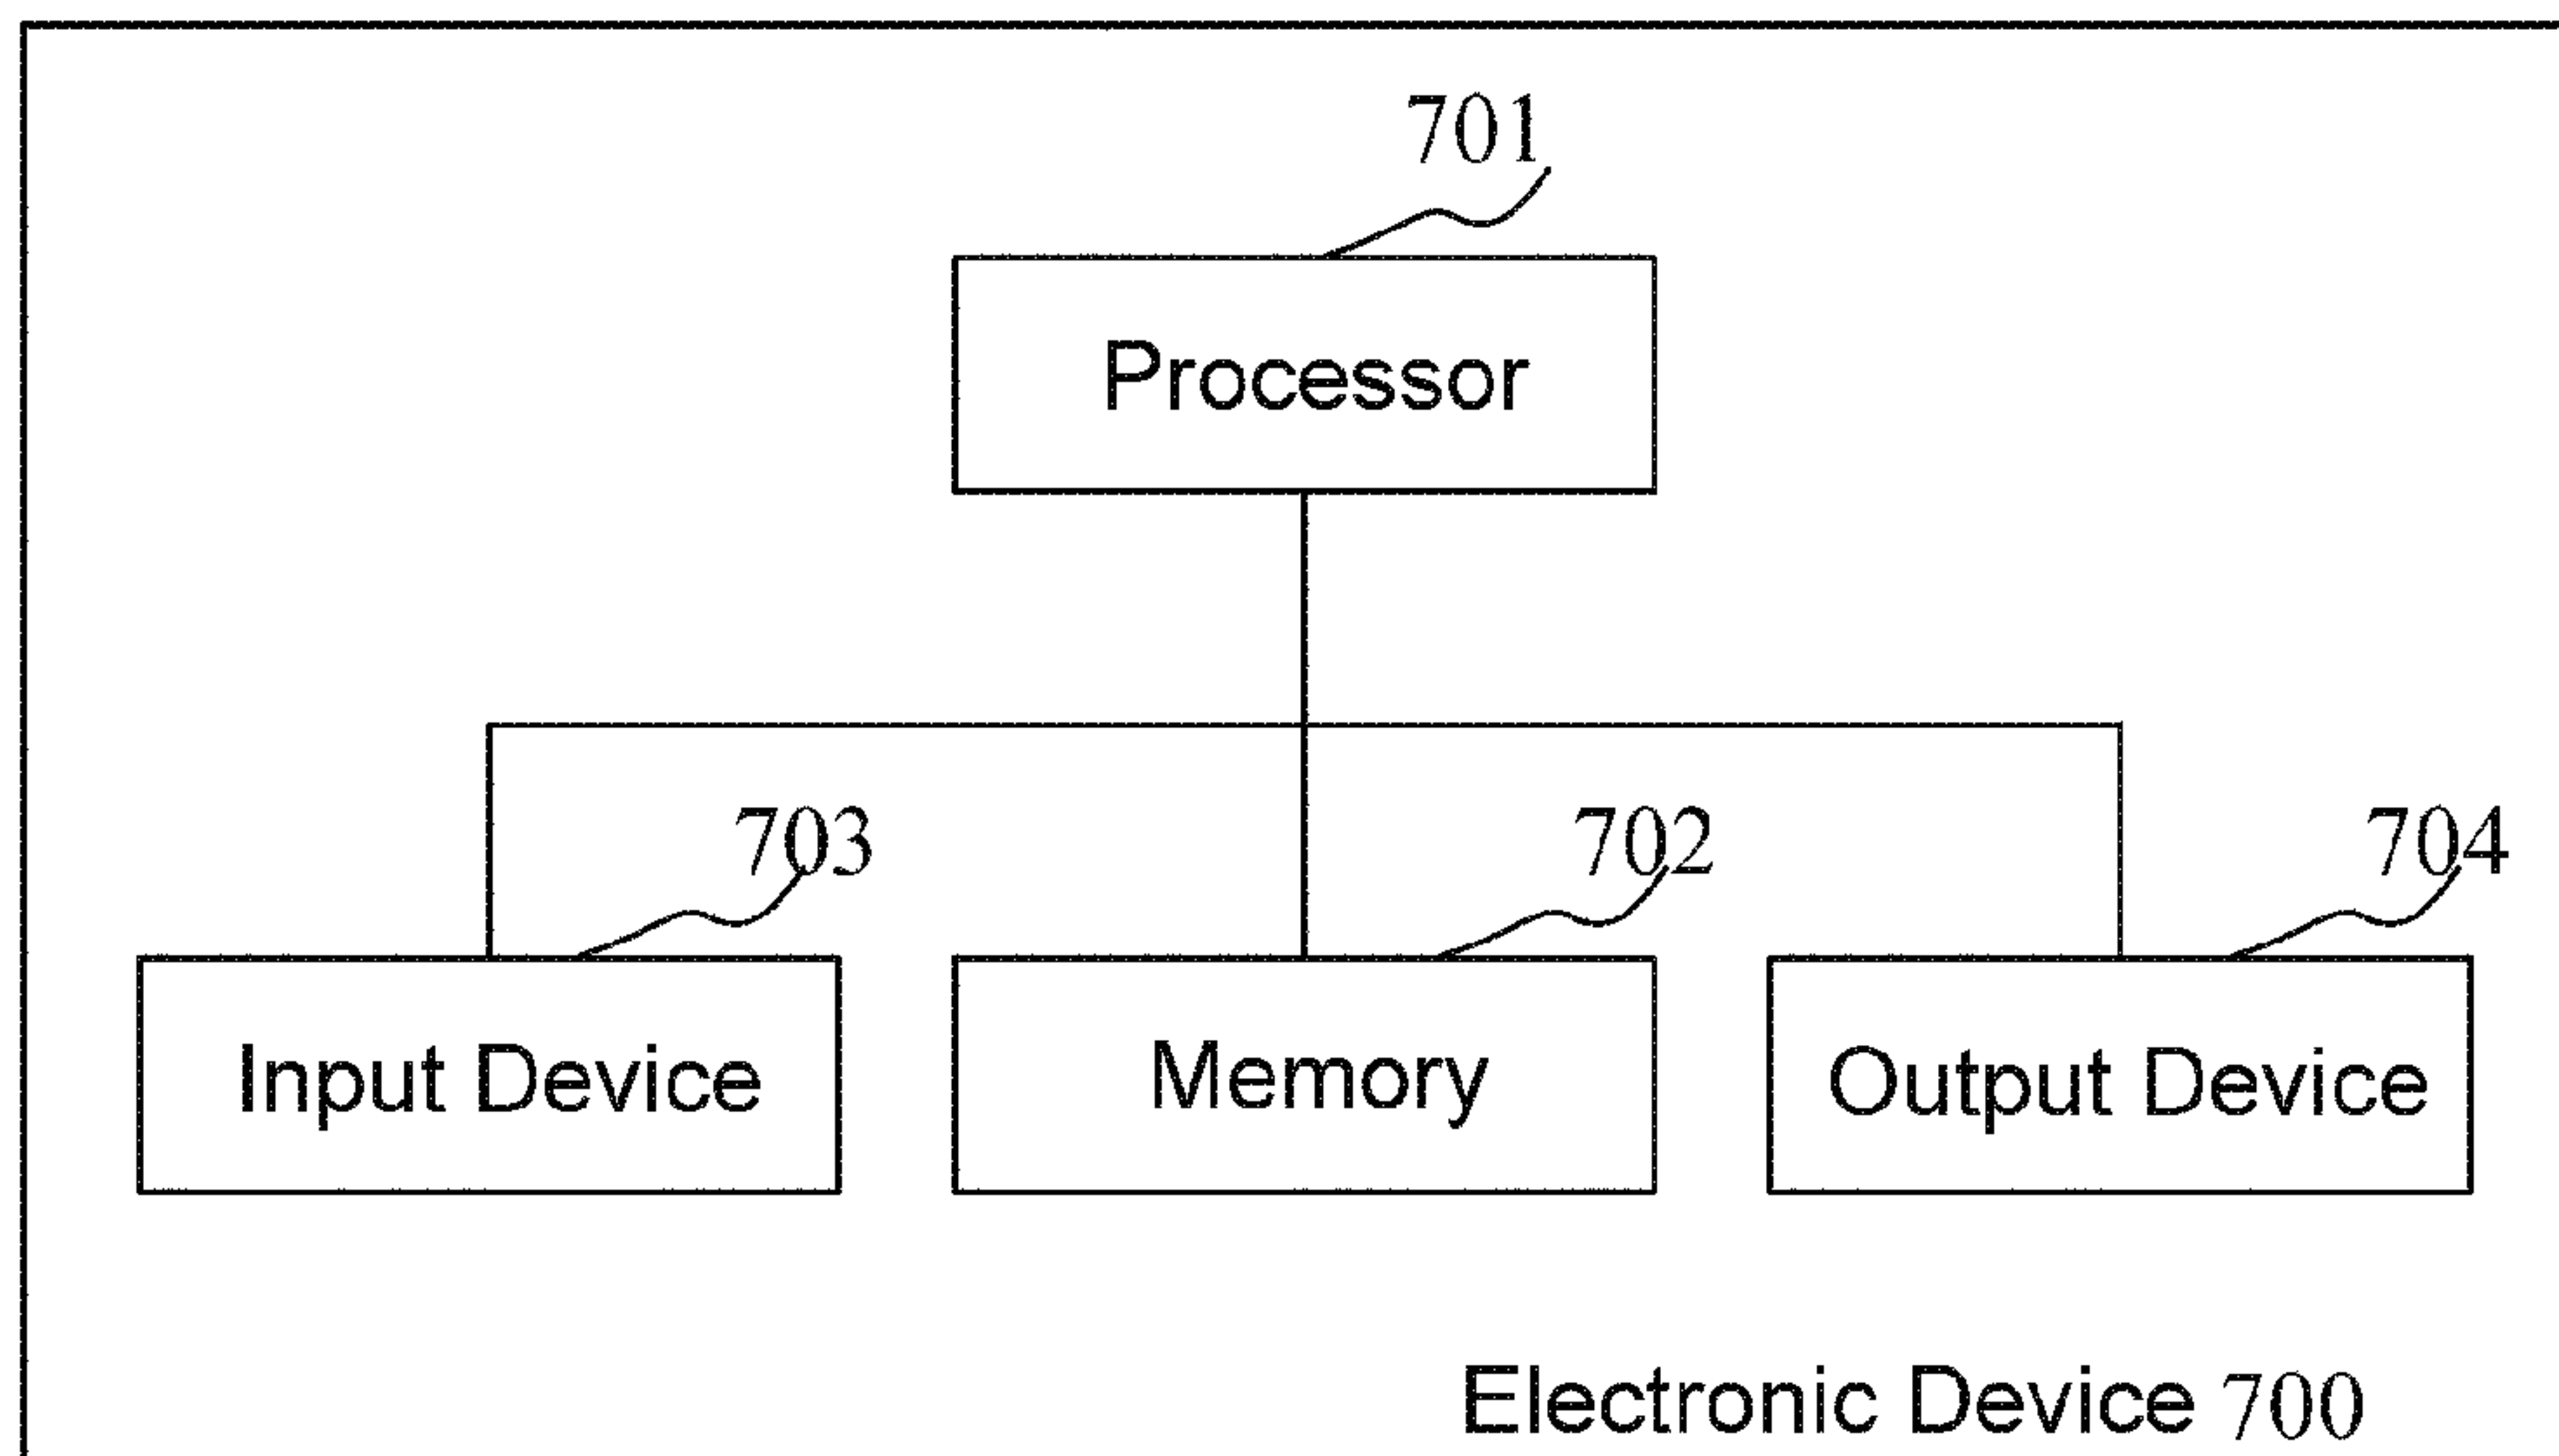 701
Processor
703
702
704
Input Device
Memory
Output Device
Electronic Device 700